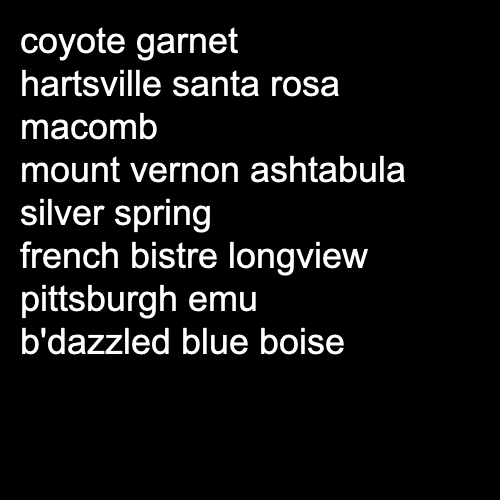 coyote garnet
hartsville santa rosa
macomb
mount vernon ashtabula
silver spring
french bistre longview
pittsburgh emu
b'dazzled blue boise